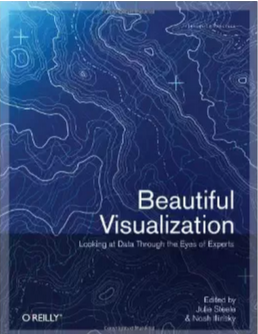 Beautiful
Visualization
Looking at Data Through the Eyes of Experts
Edited by
Julie Steele
& Noah Iliinsky
O'REILLY®